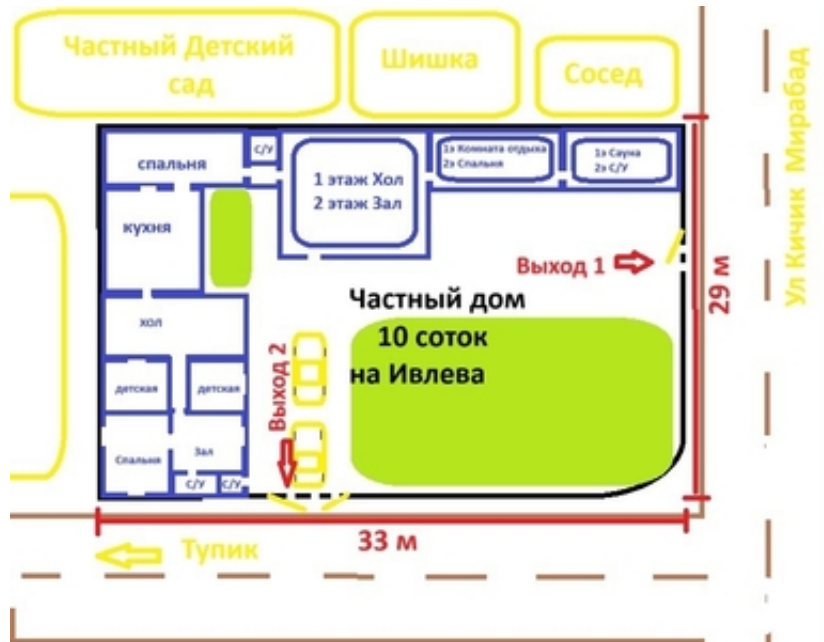 Частный Детский
сад
Шишка
Сосед
Ул Кичик Мирабад
спальня
С/У
1 этаж Хол
2 этаж Зал
1э Комната отдыха
2э Спальня
1э Сауна
2э С/У
кухня
Выход 1
29 м
Частный дом
10 соток
на Ивлева
хол
Выход 2
детская
детская
Спальня
Зал
С/У
С/У
33 м
Тупик